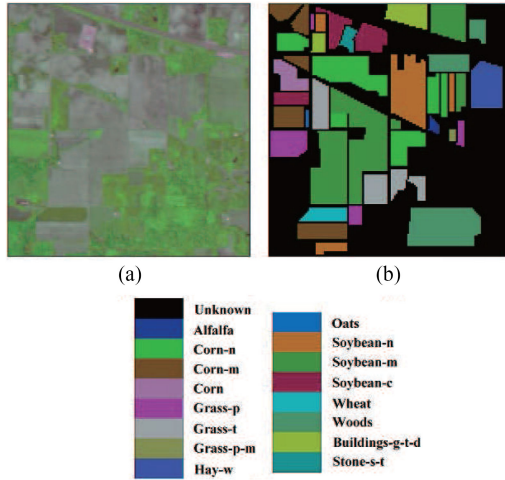 (a)
(b)
Unknown
Alfalfa
Corn-n
Corn-m
Corn
Grass-p
Grass-t
Grass-p-m
Hay-w
Oats
Soybean-n
Soybean-m
Soybean-c
Wheat
Woods
Buildings-g-t-d
Stone-s-t